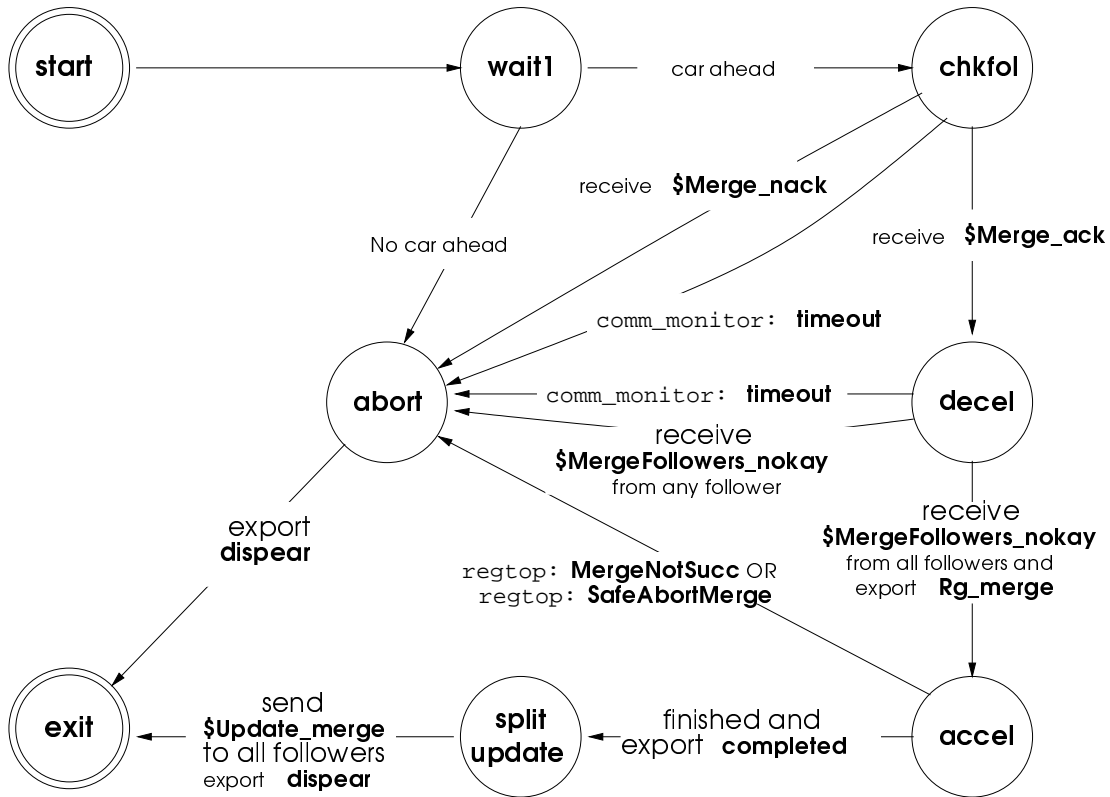 start
wait1
car ahead
chkfol
receive $Merge_nack
receive $Merge_ack
No car ahead
comm_monitor: timeout
abort
comm_monitor: timeout
decel
receive
$MergeFollowers_nokay
from any follower
receive
$MergeFollowers_nokay
from all followers and
export Rg_merge
export
dispear
regtop: MergeNotSucc OR
regtop: SafeAbortMerge
exit
send
$Update_merge
to all followers
export dispear
split
update
finished and
export completed
accel